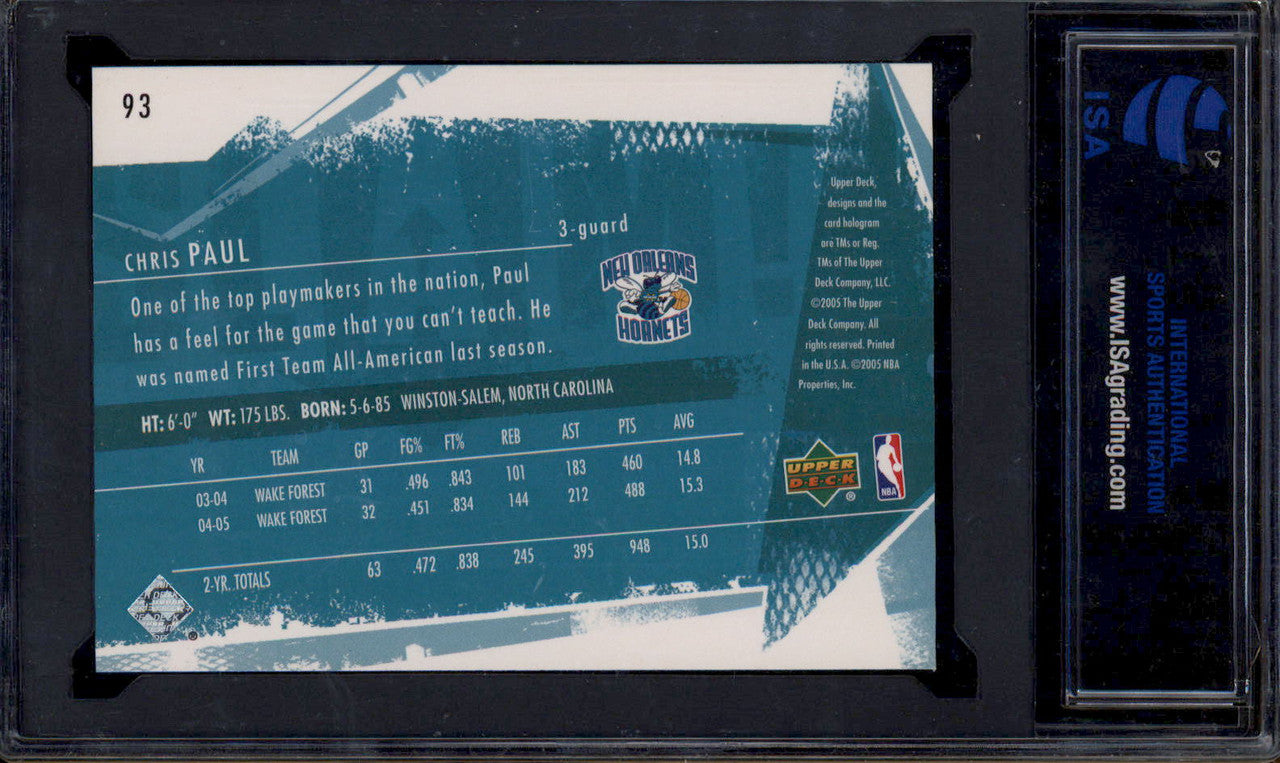 93
CHRIS PAUL
3-guard
One of the top playmakers in the nation, Paul
has a feel for the game that you can't teach. He
was named First Team All-American last season.
NEW ORLEANS
HORNETS
HT: 6'-0" WT: 175 LBS. BORN: 5-6-85 WINSTON-SALEM, NORTH CAROLINA
YR TEAM GP FG% FT% REB AST PTS AVG
03-04 WAKE FOREST 31 .496 .843 101 183 460 14.8
04-05 WAKE FOREST 32 .451 .834 144 212 488 15.3
2-YR. TOTALS 63 .472 .838 245 395 948 15.0
Upper Deck,
designs and the
card hologram
are TMs or Reg.
TMs of The Upper
Deck Company, LLC.
©2005 The Upper
Deck Company. All
rights reserved. Printed
in the U.S.A. ©2005 NBA
Properties, Inc.
UPPER
D·E·C·K
®
NBA
ISA
INTERNATIONAL
SPORTS AUTHENTICATION
www.ISAgrading.com